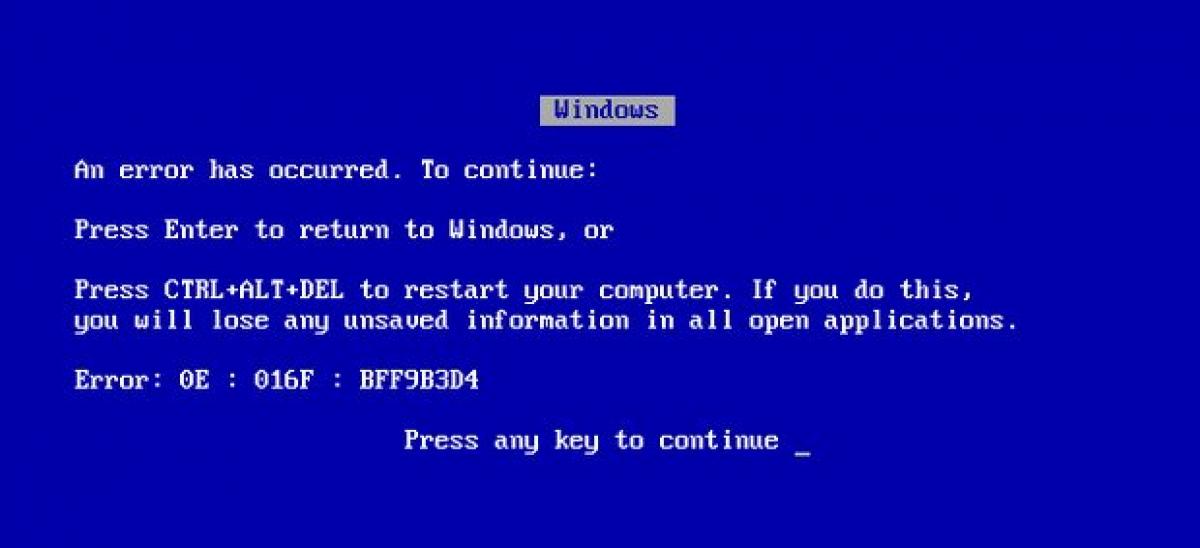 Windows
An error has occurred. To continue:
Press Enter to return to Windows, or
Press CTRL+ALT+DEL to restart your computer. If you do this,
you will lose any unsaved information in all open applications.
Error: 0E : 016F : BFF9B3D4
Press any key to continue _